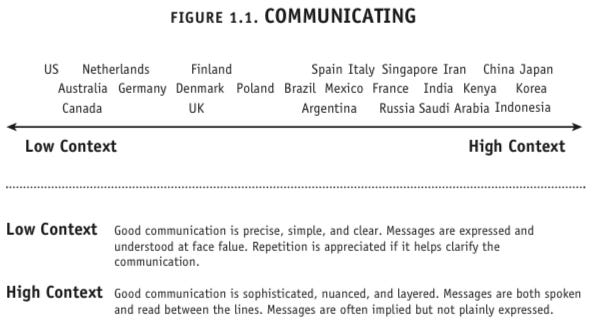 FIGURE 1.1. COMMUNICATING
US Netherlands Finland Spain Italy Singapore Iran China Japan
Australia Germany Denmark Poland Brazil Mexico France India Kenya Korea
Canada UK Argentina Russia Saudi Arabia Indonesia
Low Context High Context
Low Context Good communication is precise, simple, and clear. Messages are expressed and
understood at face falue. Repetition is appreciated if it helps clarify the
communication.
High Context Good communication is sophisticated, nuanced, and layered. Messages are both spoken
and read between the lines. Messages are often implied but not plainly expressed.